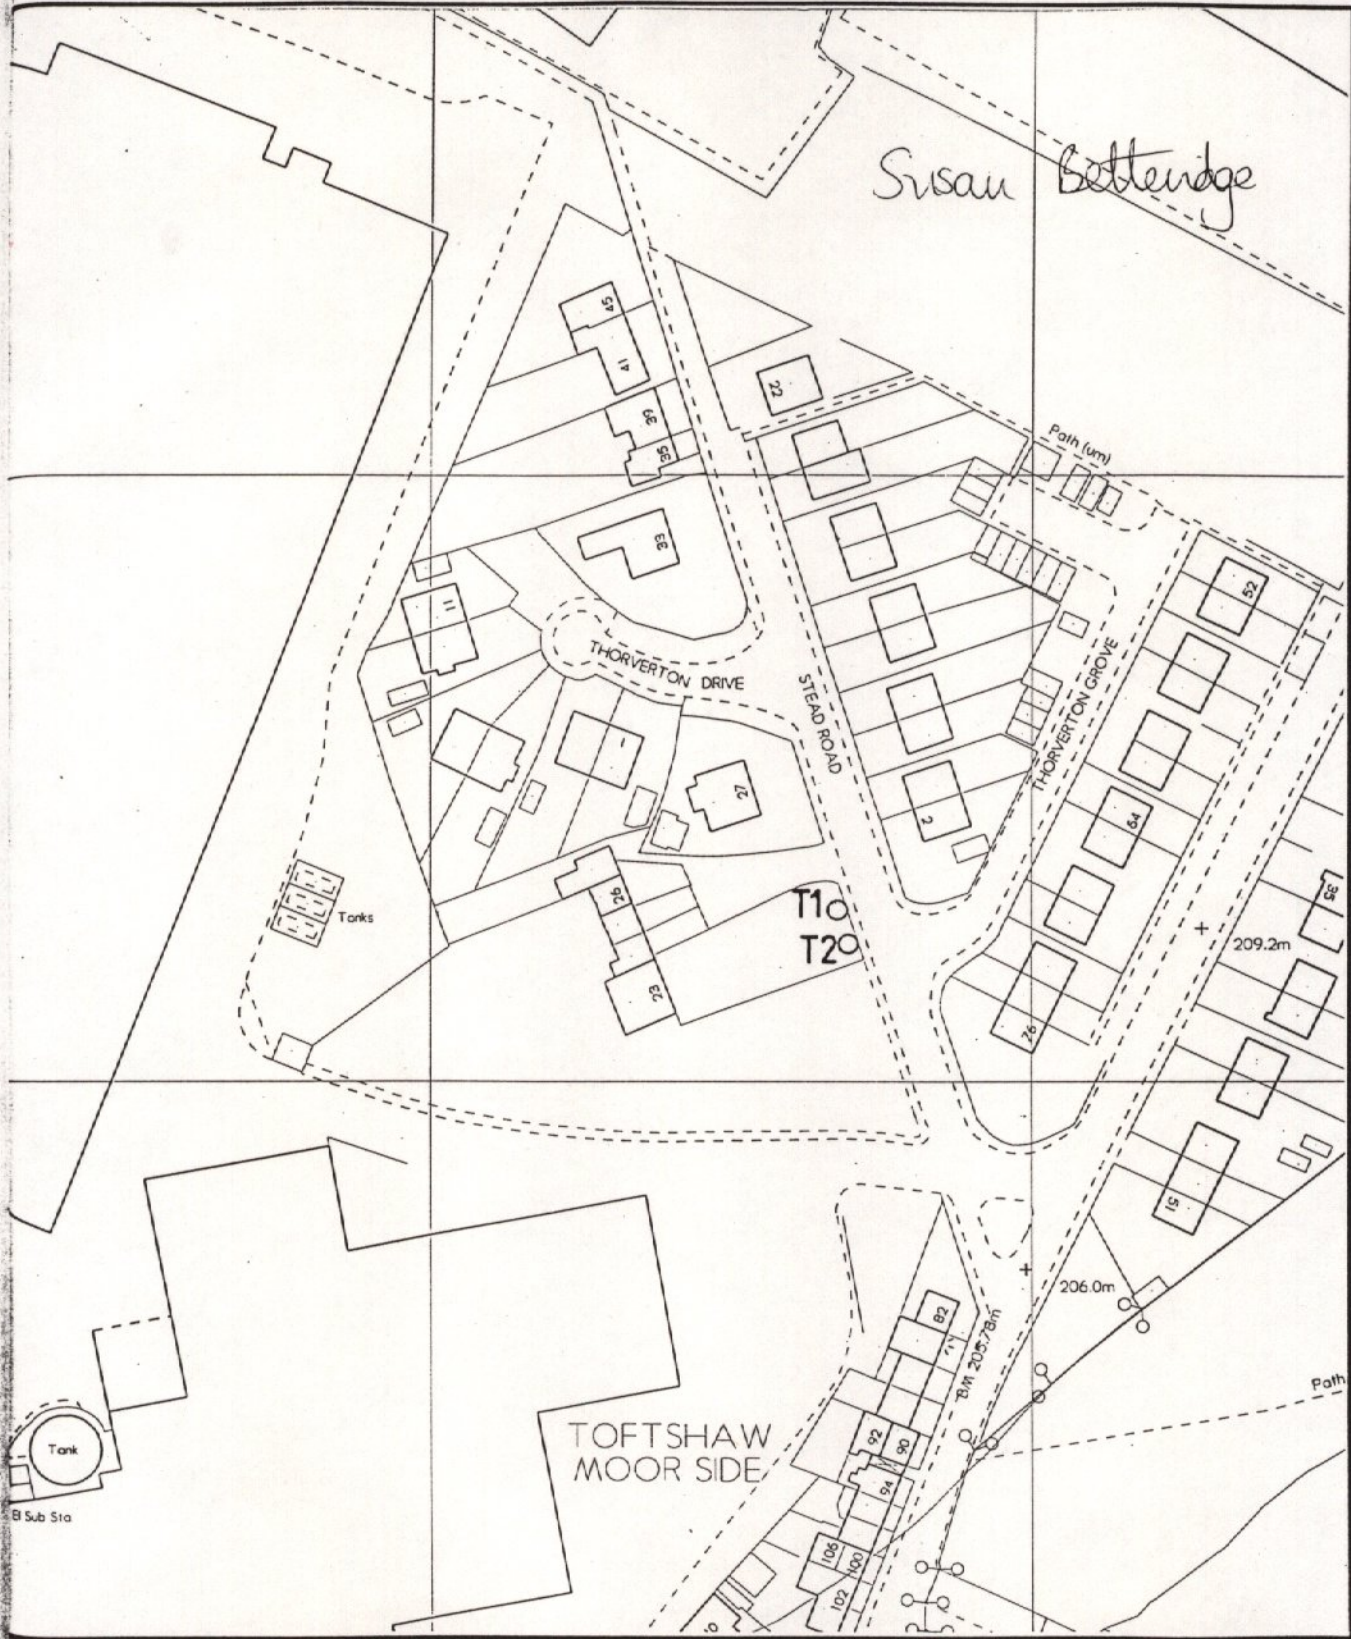 Susan Betteridge
45
41
39
35
33
22
Path (um)
11
52
THORVERTON DRIVE
STEAD ROAD
THORVERTON GROVE
27
2
64
26
T1
T2
Tanks
23
76
35
209.2m
51
206.0m
82
BM 205.78m
Path
92
90
94
TOFTSHAW
MOOR SIDE
Tank
El Sub Sta
106
100
102